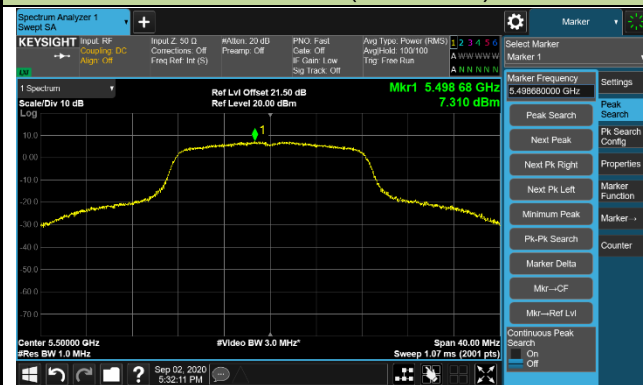 Spectrum Analyzer 1
Swept SA
Marker
KEYSIGHT
Input: RF
Coupling: DC
Align: Off
Input Z: 50 Ω
Corrections: Off
Freq Ref: Int (S)
#Atten: 20 dB
Preamp: Off
PNO: Fast
Gate: Off
IF Gain: Low
Sig Track: Off
Avg Type: Power (RMS)
Avg|Hold: 100/100
Trig: Free Run
1 2 3 4 5 6
A W W W W W
A N N N N N
LV
Select Marker
Marker 1
1 Spectrum
Scale/Div 10 dB
Log
Ref Lvl Offset 21.50 dB
Ref Level 20.00 dBm
Mkr1 5.498 68 GHz
7.310 dBm
Marker Frequency
5.498680000 GHz
Settings
Peak Search
Peak
Search
Next Peak
Pk Search
Config
Next Pk Right
Properties
Next Pk Left
Marker
Function
Minimum Peak
Marker→
Pk-Pk Search
Counter
Marker Delta
Mkr→CF
Mkr→Ref Lvl
Continuous Peak
Search
On
Off
1
10.0
0.00
-10.0
-20.0
-30.0
-40.0
-50.0
-60.0
-70.0
Center 5.50000 GHz
#Res BW 1.0 MHz
#Video BW 3.0 MHz*
Span 40.00 MHz
Sweep 1.07 ms (2001 pts)
Sep 02, 2020
5:32:11 PM